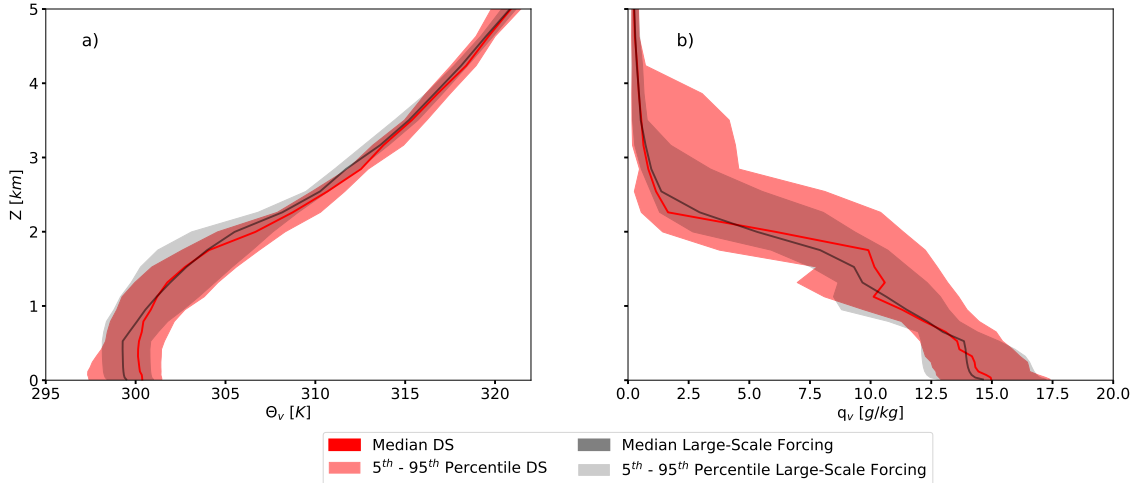 a)
5
4
3
2
1
0
Z [km]
295
300
305
310
315
320
Θᵥ [K]
b)
0.0
2.5
5.0
7.5
10.0
12.5
15.0
17.5
20.0
qᵥ [g/kg]
Median DS
5ᵗʰ - 95ᵗʰ Percentile DS
Median Large-Scale Forcing
5ᵗʰ - 95ᵗʰ Percentile Large-Scale Forcing